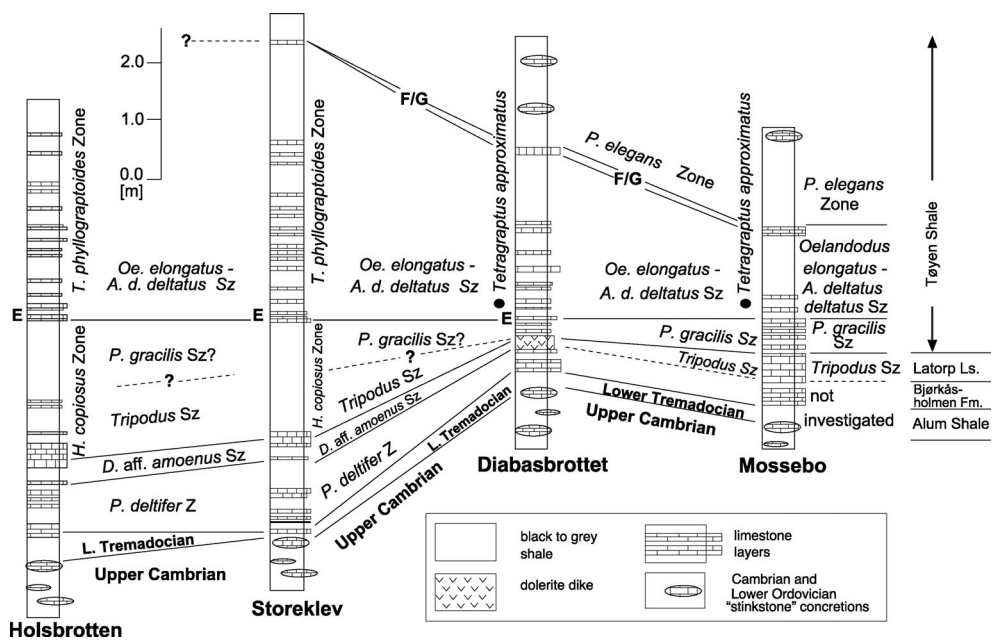 ?
2.0
1.0
0.0
[m]
F/G
T. phyllograptoides Zone
T. phyllograptoides Zone
Tetragraptus approximatus
P. elegans Zone
F/G
Tetragraptus approximatus
P. elegans
Zone
Tøyen Shale
Oe. elongatus -
A. d. deltatus Sz
Oe. elongatus -
A. d. deltatus Sz
Oe. elongatus -
A. d. deltatus Sz
Oelandodus
elongatus -
A. deltatus
deltatus Sz
E
E
E
H. copiosus Zone
P. gracilis Sz?
?
Tripodus Sz
D. aff. amoenus Sz
P. deltifer Z
L. Tremadocian
Upper Cambrian
H. copiosus Zone
P. gracilis Sz?
?
Tripodus Sz
D. aff. amoenus Sz
P. deltifer Z
L. Tremadocian
Upper Cambrian
P. gracilis Sz
Tripodus Sz
Lower Tremadocian
Upper Cambrian
P. gracilis
Sz
Tripodus Sz
not
investigated
Latorp Ls.
Bjørkås-
holmen Fm.
Alum Shale
Holsbrotten
Storeklev
Diabasbrottet
Mossebo
black to grey
shale
dolerite dike
limestone
layers
Cambrian and
Lower Ordovician
"stinkstone" concretions